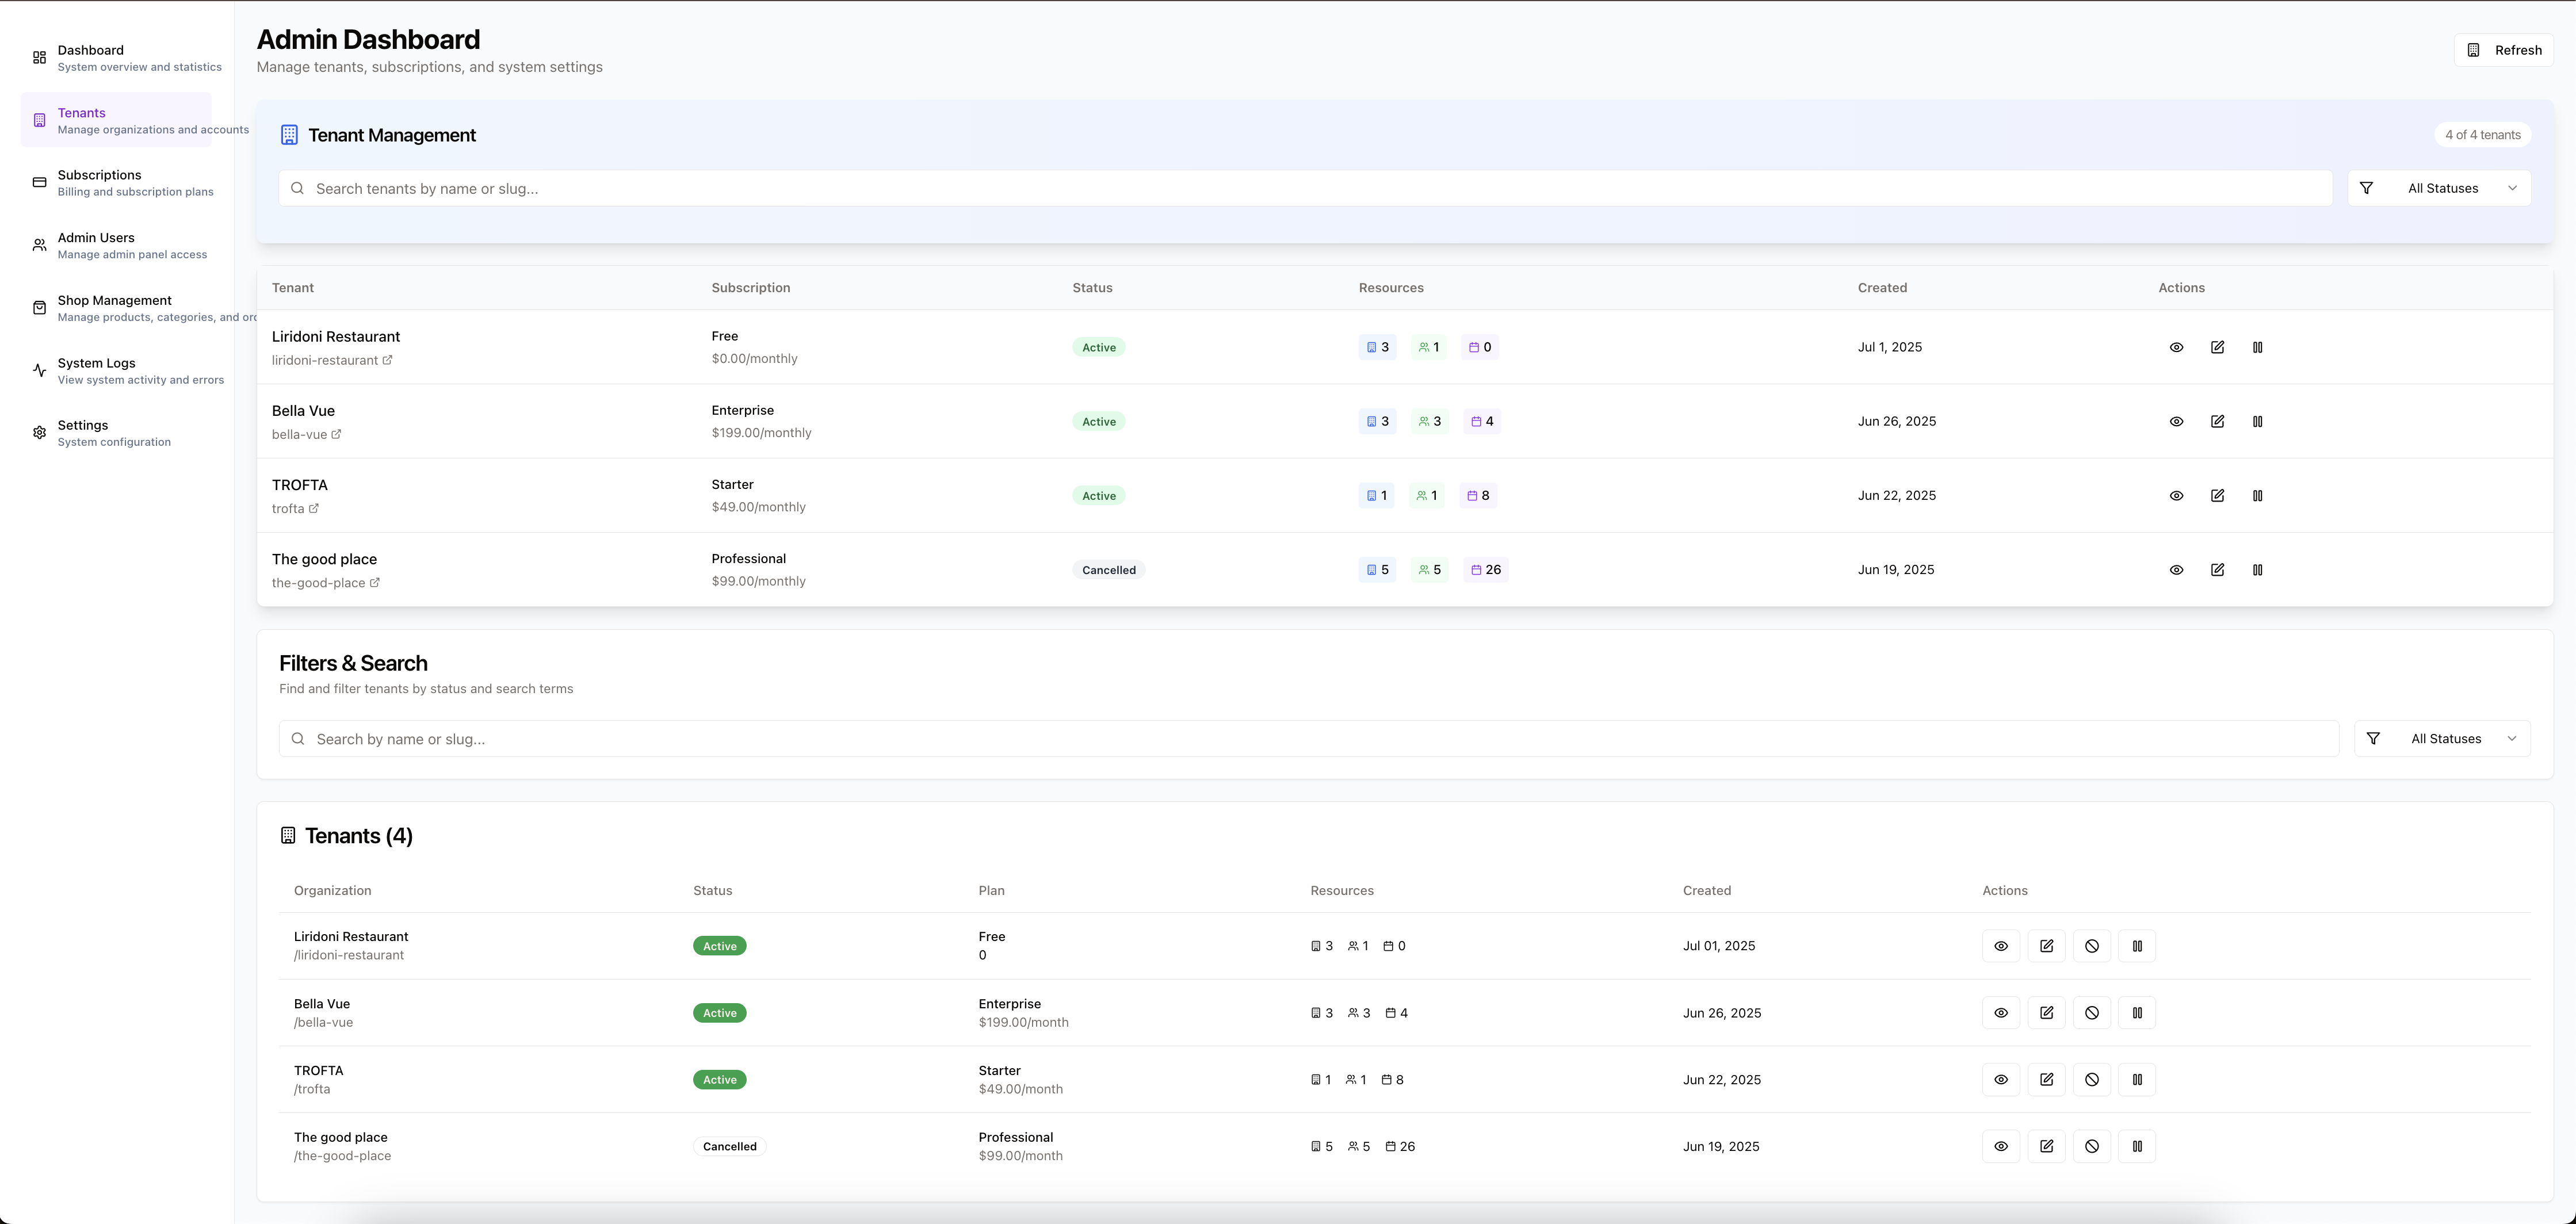 Dashboard
System overview and statistics
Tenants
Manage organizations and accounts
Subscriptions
Billing and subscription plans
Admin Users
Manage admin panel access
Shop Management
Manage products, categories, and
System Logs
View system activity and errors
Settings
System configuration
Admin Dashboard
Manage tenants, subscriptions, and system settings
Refresh
Tenant Management
4 of 4 tenants
Search tenants by name or slug...
All Statuses
Tenant Subscription Status Resources Created Actions
Liridoni Restaurant Free
liridoni-restaurant $0.00/monthly Active 3 1 0 Jul 1, 2025
Bella Vue Enterprise
bella-vue $199.00/monthly Active 3 3 4 Jun 26, 2025
TROFTA Starter
trofta $49.00/monthly Active 1 1 8 Jun 22, 2025
The good place Professional
the-good-place $99.00/monthly Cancelled 5 5 26 Jun 19, 2025
Filters & Search
Find and filter tenants by status and search terms
Search by name or slug...
All Statuses
Tenants (4)
Organization Status Plan Resources Created Actions
Liridoni Restaurant Free
/liridoni-restaurant Active 0 3 1 0 Jul 01, 2025
Bella Vue Enterprise
/bella-vue Active $199.00/month 3 3 4 Jun 26, 2025
TROFTA Starter
/trofta Active $49.00/month 1 1 8 Jun 22, 2025
The good place Professional
/the-good-place Cancelled $99.00/month 5 5 26 Jun 19, 2025